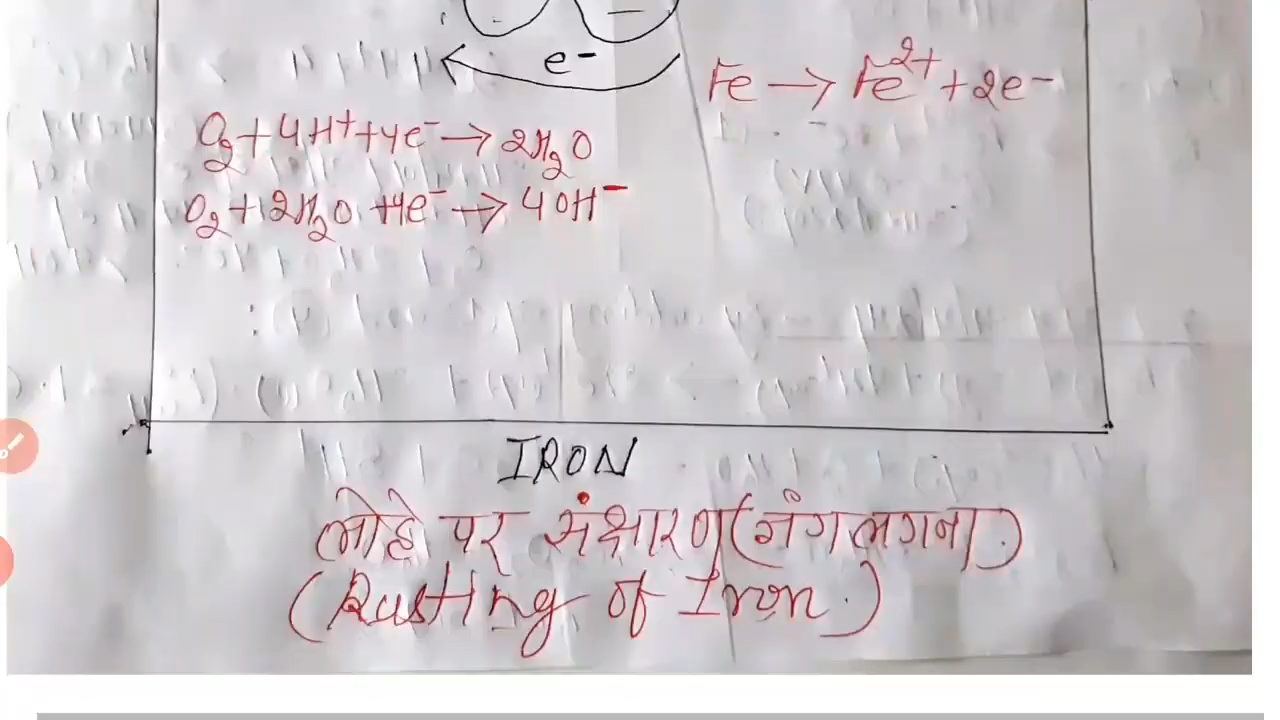 e⁻
Fe → Fe²⁺ + 2e⁻
O₂ + 4H⁺ + 4e⁻ → 2H₂O
O₂ + 2H₂O + 4e⁻ → 4OH⁻
IRON
लोहे पर संक्षारण (जंग लगना)
(Rusting of Iron.)